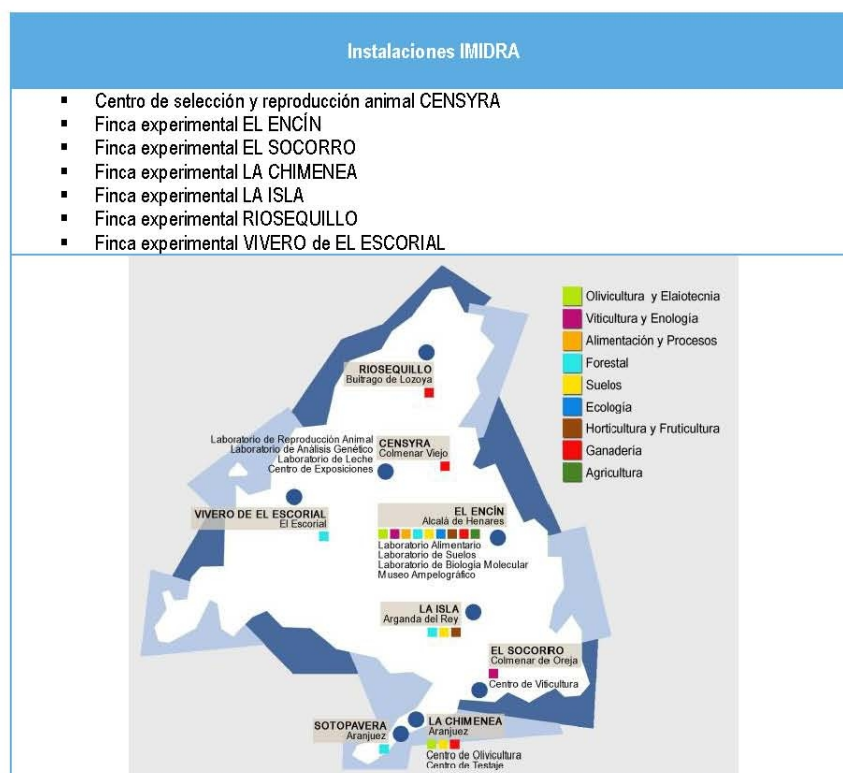 Instalaciones IMIDRA
▪ Centro de selección y reproducción animal CENSYRA
▪ Finca experimental EL ENCÍN
▪ Finca experimental EL SOCORRO
▪ Finca experimental LA CHIMENEA
▪ Finca experimental LA ISLA
▪ Finca experimental RIOSEQUILLO
▪ Finca experimental VIVERO de EL ESCORIAL
Olivicultura y Elaiotecnia
Viticultura y Enología
Alimentación y Procesos
Forestal
Suelos
Ecología
Horticultura y Fruticultura
Ganadería
Agricultura
RIOSEQUILLO
Buitrago de Lozoya
Laboratorio de Reproducción Animal
Laboratorio de Análisis Genético
Laboratorio de Leche
Centro de Exposiciones
CENSYRA
Colmenar Viejo
VIVERO DE EL ESCORIAL
El Escorial
EL ENCÍN
Alcalá de Henares
Laboratorio Alimentario
Laboratorio de Suelos
Laboratorio de Biología Molecular
Museo Ampelográfico
LA ISLA
Arganda del Rey
EL SOCORRO
Colmenar de Oreja
Centro de Viticultura
SOTOPAVERA
Aranjuez
LA CHIMENEA
Aranjuez
Centro de Olivicultura
Centro de Testaje